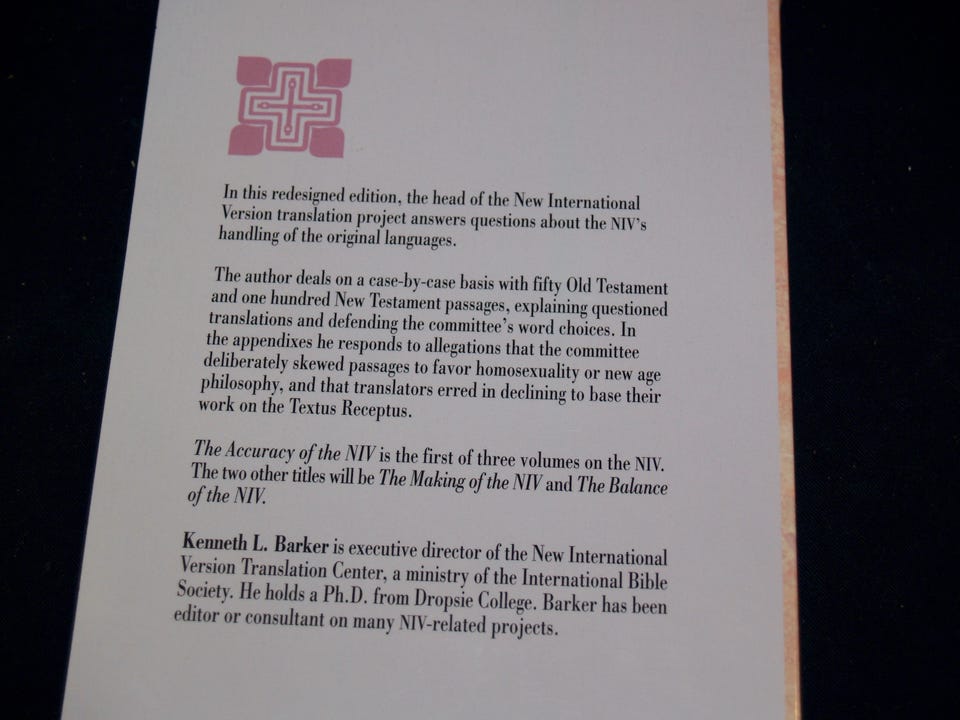 In this redesigned edition, the head of the New International
Version translation project answers questions about the NIV's
handling of the original languages.
The author deals on a case-by-case basis with fifty Old Testament
and one hundred New Testament passages, explaining questioned
translations and defending the committee's word choices. In
the appendixes he responds to allegations that the committee
deliberately skewed passages to favor homosexuality or new age
philosophy, and that translators erred in declining to base their
work on the Textus Receptus.
The Accuracy of the NIV is the first of three volumes on the NIV.
The two other titles will be The Making of the NIV and The Balance
of the NIV.
Kenneth L. Barker is executive director of the New International
Version Translation Center, a ministry of the International Bible
Society. He holds a Ph.D. from Dropsie College. Barker has been
editor or consultant on many NIV-related projects.